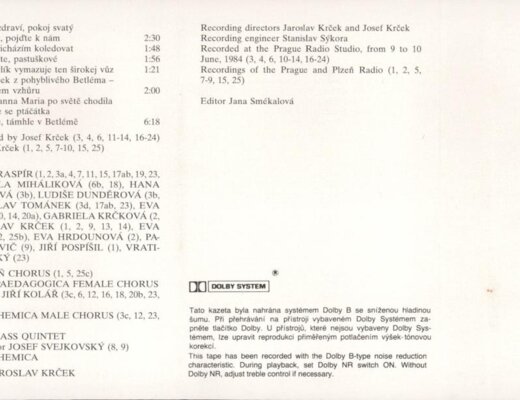 zdraví, pokoj svatý
, pojďte k nám 2:30
icházím koledovat 1:48
te, pastuškové 1:56
lík vymazuje ten širokej vůz 1:21
ek z pohyblivého Betléma –
em vzhůru 2:00
anna Maria po světě chodila
e se ptáčátka
e, támhle v Betlémě 6:18
d by Josef Krček (3, 4, 6, 11-14, 16-24)
Krček (1, 2, 5, 7-10, 15, 25)
RASPÍR (1, 2, 3a, 4, 7, 11, 15, 17ab, 19, 23,
LA MIHÁLIKOVÁ (6b, 18), HANA
VÁ (3b), LUDIŠE DUNDĚROVÁ (3b,
LAV TOMÁNEK (3d, 17ab, 23), EVA
0, 14, 20a), GABRIELA KRČKOVÁ (2,
AV KRČEK (1, 2, 9, 13, 14), EVA
2, 25b), EVA HRDOUNOVÁ (2), PA-
VIČ (9), JIŘÍ POSPÍŠIL (1), VRATI-
KÝ (23)
Ň CHORUS (1, 5, 25c)
AEDAGOGICA FEMALE CHORUS
JIŘÍ KOLÁŘ (3c, 6, 12, 16, 18, 20b, 23,
HEMICA MALE CHORUS (3c, 12, 23,
ASS QUINTET
or JOSEF SVEJKOVSKÝ (8, 9)
HEMICA
AROSLAV KRČEK
Recording directors Jaroslav Krček and Josef Krček
Recording engineer Stanislav Sýkora
Recorded at the Prague Radio Studio, from 9 to 10
June, 1984 (3, 4, 6, 10-14, 16-24)
Recordings of the Prague and Plzeň Radio (1, 2, 5,
7-9, 15, 25)
Editor Jana Smékalová
®
DOLBY SYSTEM
Tato kazeta byla nahrána systémem Dolby B se sníženou hladinou
šumu. Při přehrávání na přístroji vybaveném Dolby Systémem za-
pněte tlačítko Dolby. U přístrojů, které nejsou vybaveny Dolby Sys-
témem, lze upravit reprodukci přiměřeným potlačením výšek-tónovou
korekcí.
This tape has been recorded with the Dolby B-type noise reduction
characteristic. During playback, set Dolby NR switch ON. Without
Dolby NR, adjust treble control if necessary.